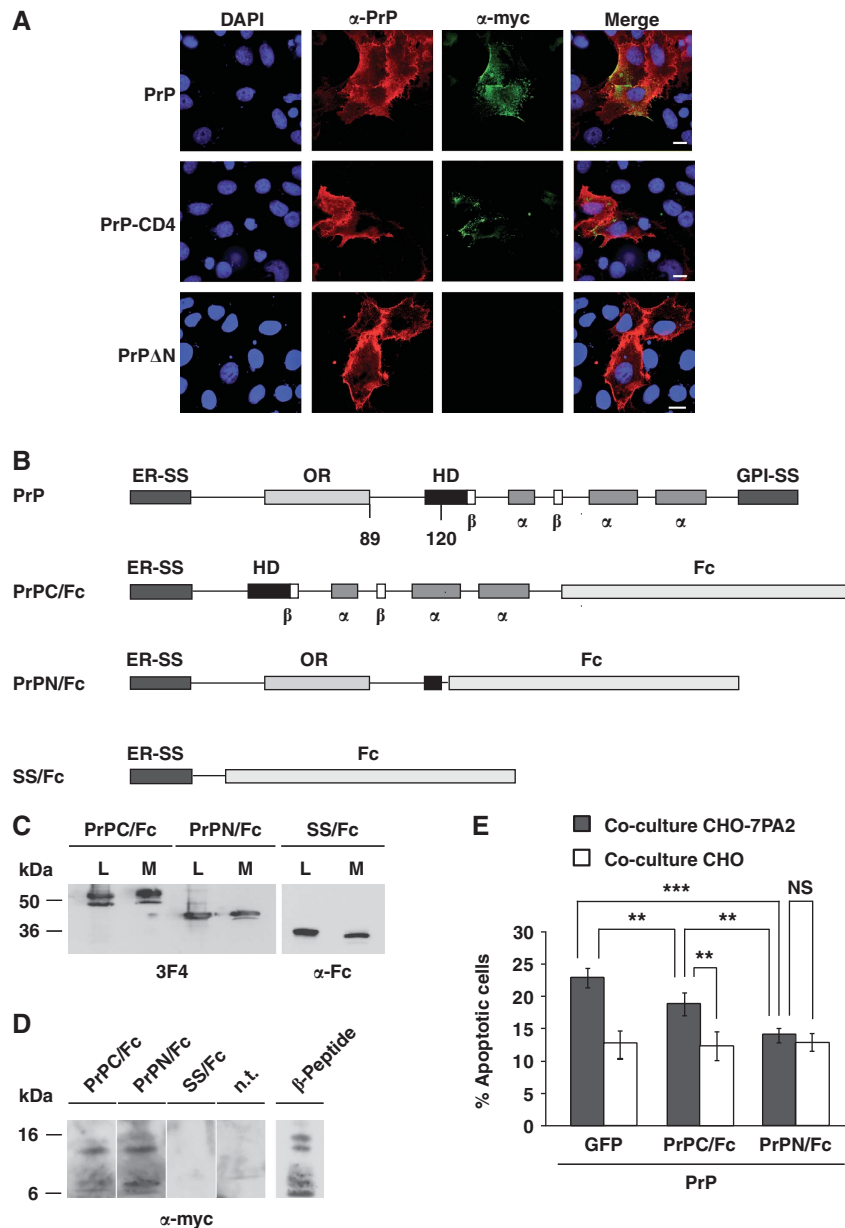 A
DAPI α-PrP α-myc Merge
PrP
PrP-CD4
PrPΔN
B
ER-SS OR HD GPI-SS
PrP
β α β α α
89 120
HD Fc
ER-SS
PrPC/Fc
β α β α α
ER-SS OR Fc
PrPN/Fc
ER-SS Fc
SS/Fc
C
PrPC/Fc PrPN/Fc SS/Fc
kDa L M L M L M
50
36
3F4 α-Fc
D
PrPC/Fc PrPN/Fc SS/Fc n.t. β-Peptide
kDa
16
6
α-myc
E
Co-culture CHO-7PA2
Co-culture CHO
*** NS
** **
**
% Apoptotic cells
30
25
20
15
10
5
0
GFP PrPC/Fc PrPN/Fc
PrP